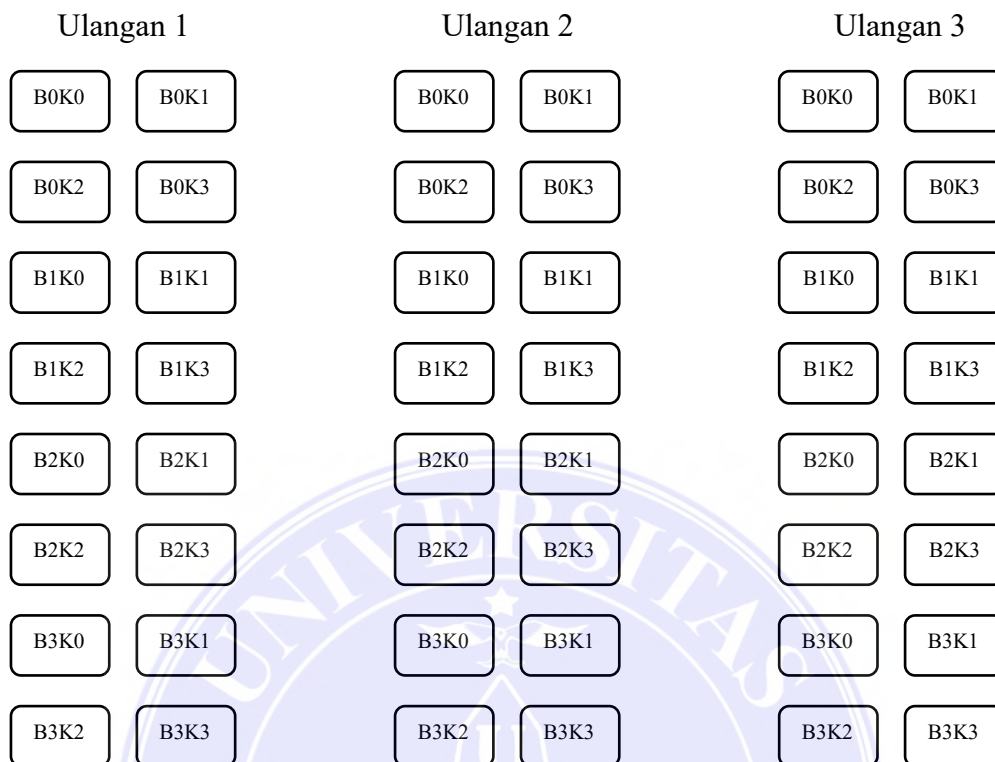 Ulangan 1 Ulangan 2 Ulangan 3
B0K0 B0K1 B0K0 B0K1 B0K0 B0K1
B0K2 B0K3 B0K2 B0K3 B0K2 B0K3
B1K0 B1K1 B1K0 B1K1 B1K0 B1K1
B1K2 B1K3 B1K2 B1K3 B1K2 B1K3
B2K0 B2K1 B2K0 B2K1 B2K0 B2K1
B2K2 B2K3 B2K2 B2K3 B2K2 B2K3
B3K0 B3K1 B3K0 B3K1 B3K0 B3K1
B3K2 B3K3 B3K2 B3K3 B3K2 B3K3
UNIVERSITAS
U